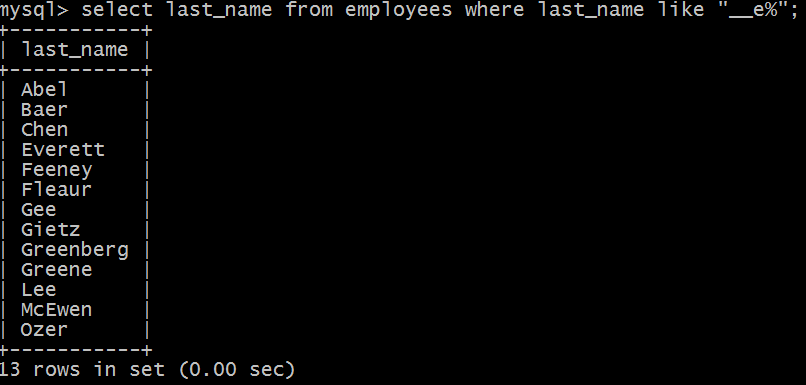 mysql> select last_name from employees where last_name like "__e%";
+-----------+
| last_name |
+-----------+
| Abel      |
| Baer      |
| Chen      |
| Everett   |
| Feeney    |
| Fleaur    |
| Gee       |
| Gietz     |
| Greenberg |
| Greene    |
| Lee       |
| McEwen    |
| Ozer      |
+-----------+
13 rows in set (0.00 sec)